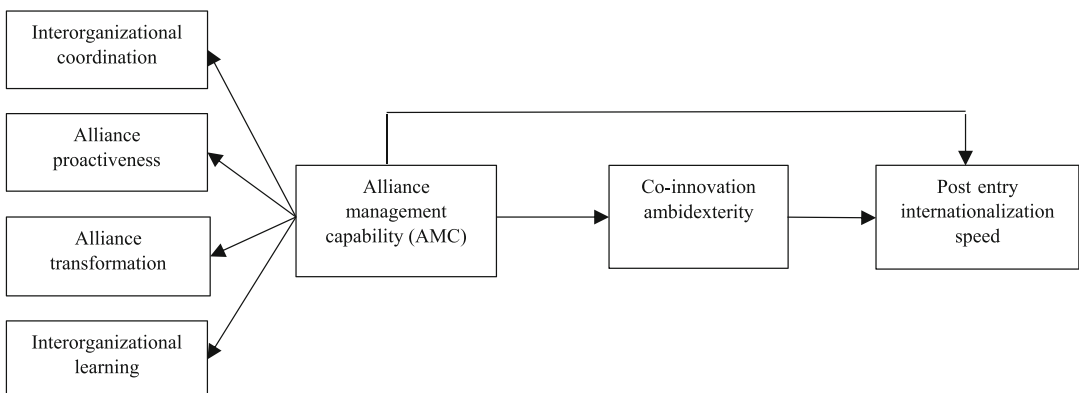 Interorganizational
coordination
Alliance
proactiveness
Alliance
transformation
Interorganizational
learning
Alliance
management
capability (AMC)
Co-innovation
ambidexterity
Post entry
internationalization
speed